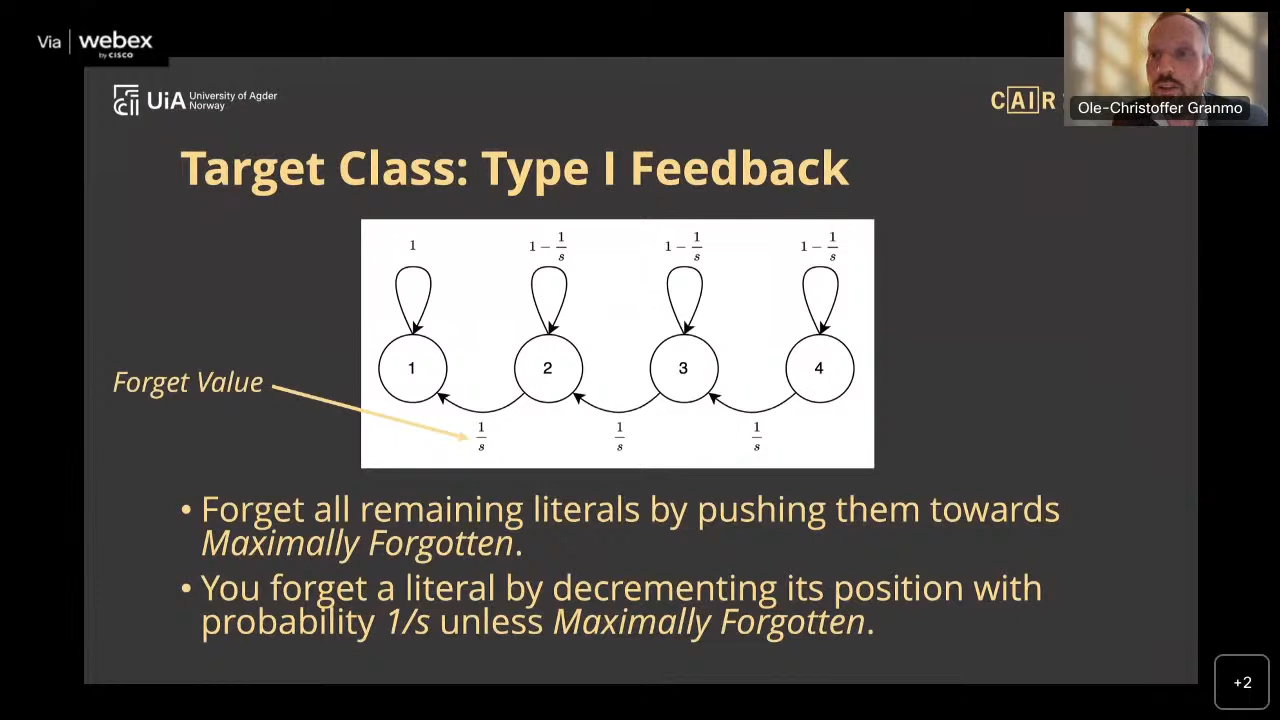 Via webex
by CISCO
UiA University of Agder
Norway
CAIR
Ole-Christoffer Granmo
Target Class: Type I Feedback
1 1 − 1/s 1 − 1/s 1 − 1/s
1 2 3 4
Forget Value
1/s 1/s 1/s
• Forget all remaining literals by pushing them towards
Maximally Forgotten.
• You forget a literal by decrementing its position with
probability 1/s unless Maximally Forgotten.
+2